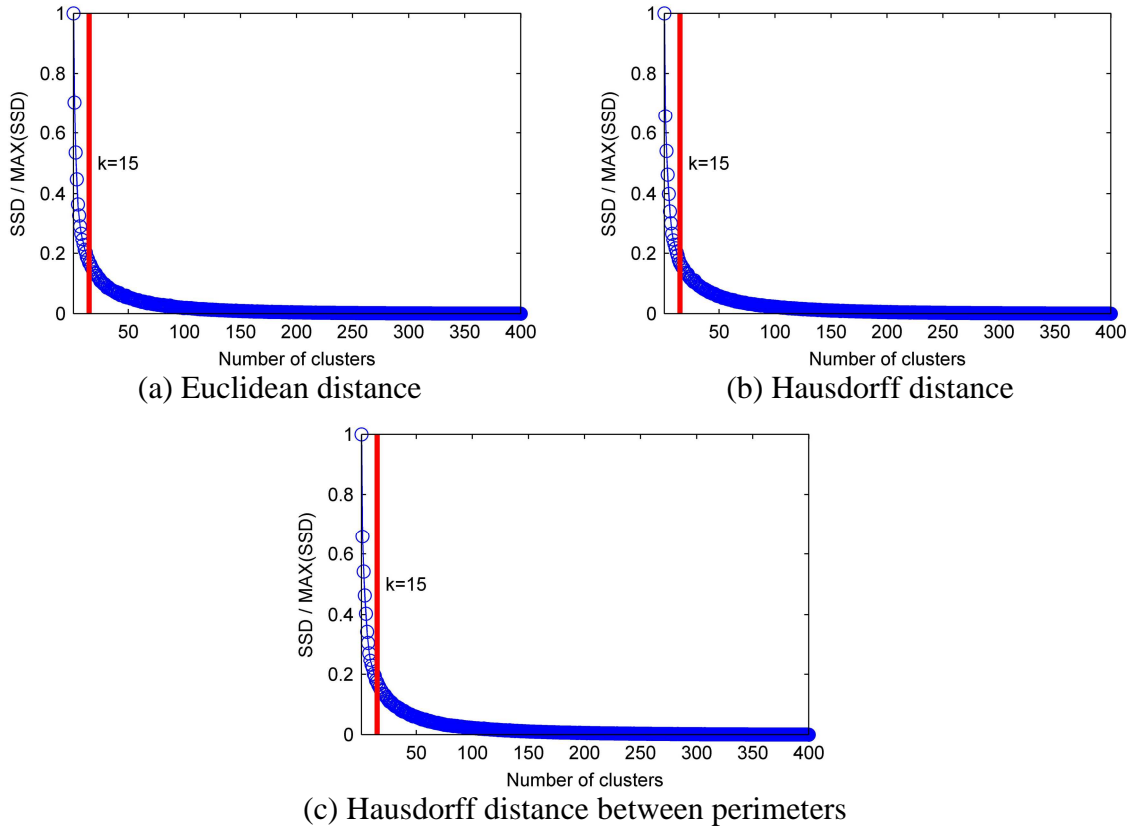 1
0.8
0.6
0.4
0.2
0
SSD / MAX(SSD)
k=15
50 100 150 200 250 300 350 400
Number of clusters
(a) Euclidean distance
1
0.8
0.6
0.4
0.2
0
SSD / MAX(SSD)
k=15
50 100 150 200 250 300 350 400
Number of clusters
(b) Hausdorff distance
1
0.8
0.6
0.4
0.2
0
SSD / MAX(SSD)
k=15
50 100 150 200 250 300 350 400
Number of clusters
(c) Hausdorff distance between perimeters